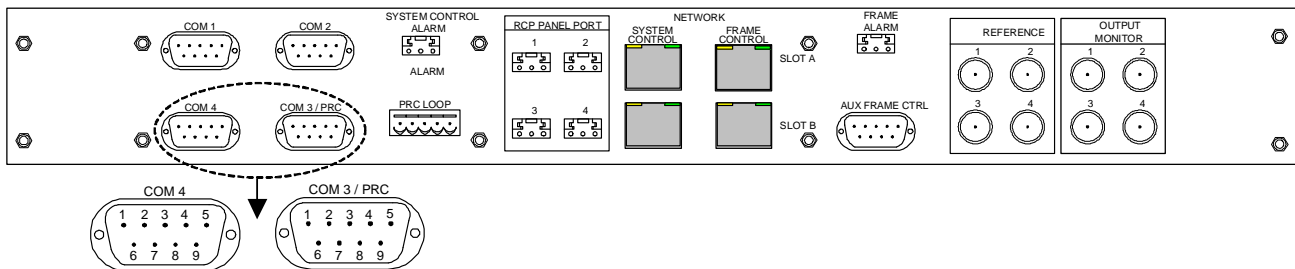 COM 1
COM 2
SYSTEM CONTROL
ALARM
ALARM
COM 4
COM 3 / PRC
PRC LOOP
RCP PANEL PORT
1 2
3 4
NETWORK
SYSTEM
CONTROL
FRAME
CONTROL
SLOT A
SLOT B
FRAME
ALARM
AUX FRAME CTRL
REFERENCE
1 2
3 4
OUTPUT
MONITOR
1 2
3 4
COM 4
1 2 3 4 5
6 7 8 9
COM 3 / PRC
1 2 3 4 5
6 7 8 9